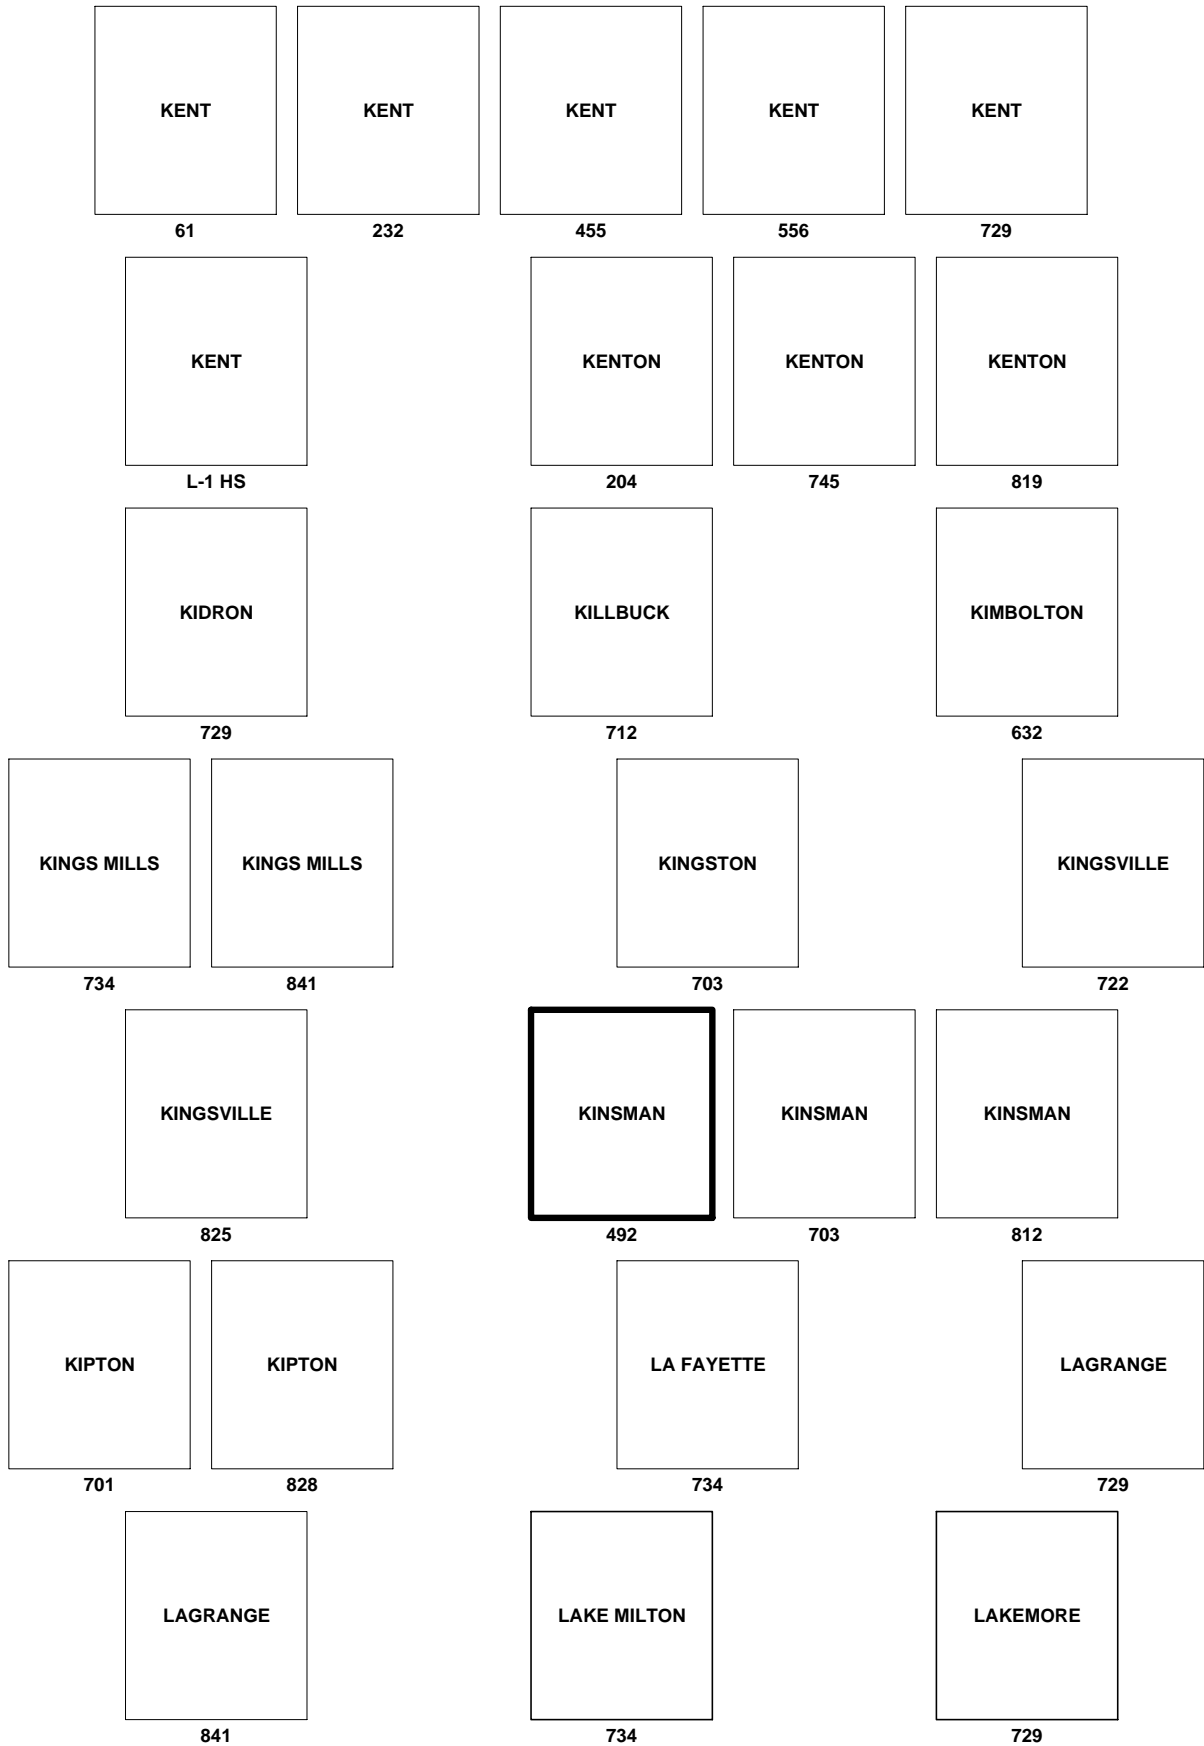 KENT KENT KENT KENT KENT
61 232 455 556 729
KENT KENTON KENTON KENTON
L-1 HS 204 745 819
KIDRON KILLBUCK KIMBOLTON
729 712 632
KINGS MILLS KINGS MILLS KINGSTON KINGSVILLE
734 841 703 722
KINGSVILLE KINSMAN KINSMAN KINSMAN
825 492 703 812
KIPTON KIPTON LA FAYETTE LAGRANGE
701 828 734 729
LAGRANGE LAKE MILTON LAKEMORE
841 734 729